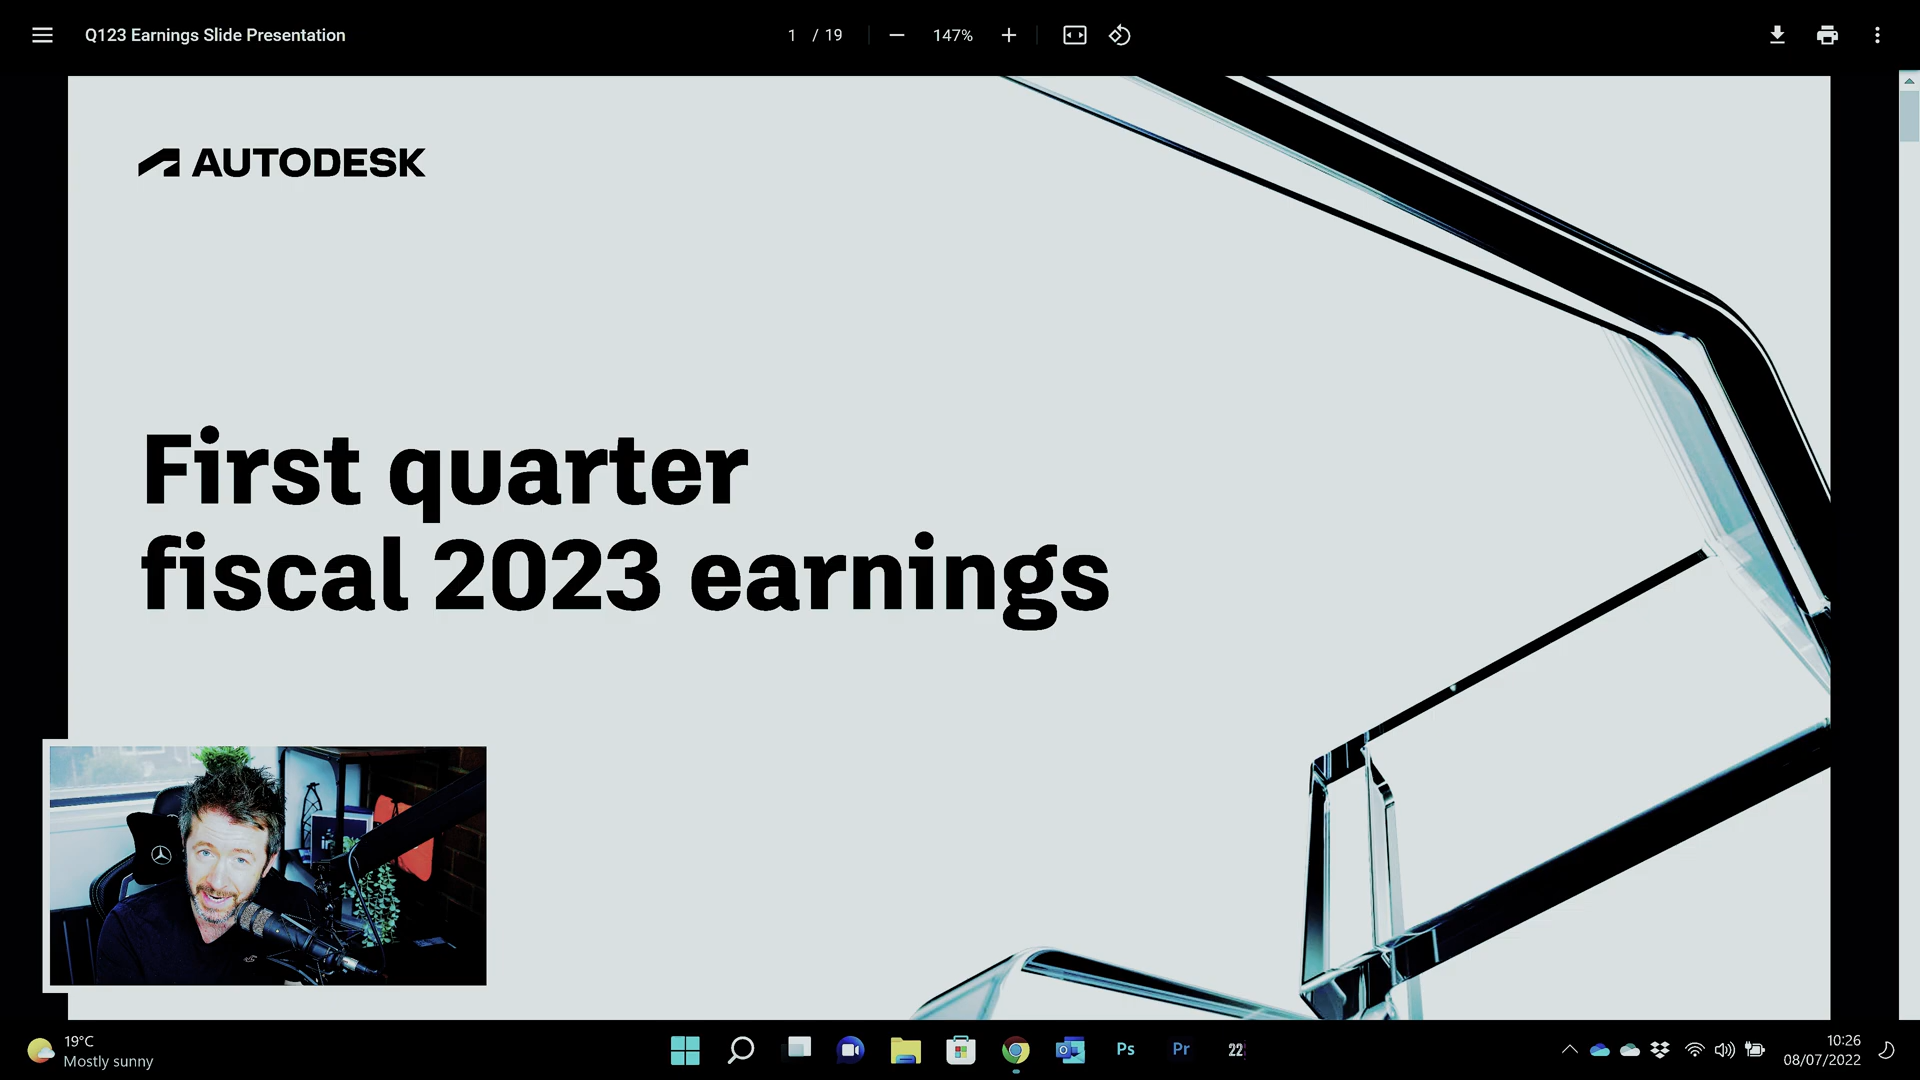 Q123 Earnings Slide Presentation
1 / 19
147%
AUTODESK
First quarter
fiscal 2023 earnings
19°C
Mostly sunny
Ps
Pr
22
10:26
08/07/2022